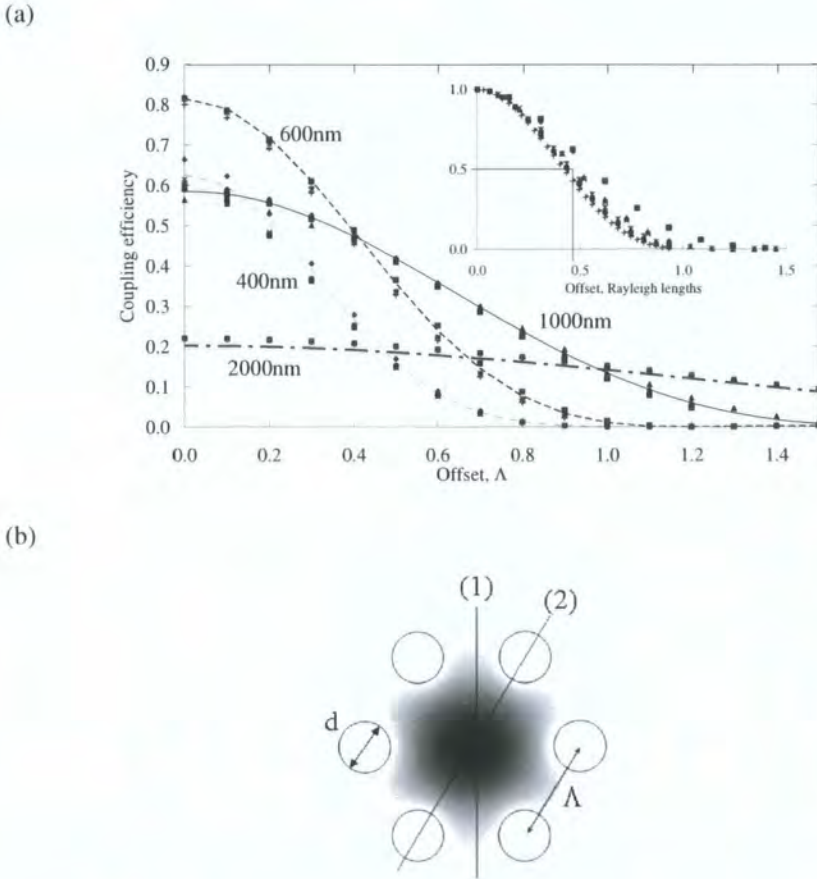 (a)
0.9
0.8
0.7
0.6
0.5
0.4
0.3
0.2
0.1
0.0
Coupling efficiency
600nm
400nm
2000nm
1000nm
1.0
0.5
0.0
0.0 0.5 1.0 1.5
Offset, Rayleigh lengths
0.0 0.2 0.4 0.6 0.8 1.0 1.2 1.4
Offset, Λ
(b)
(1)
(2)
d
Λ